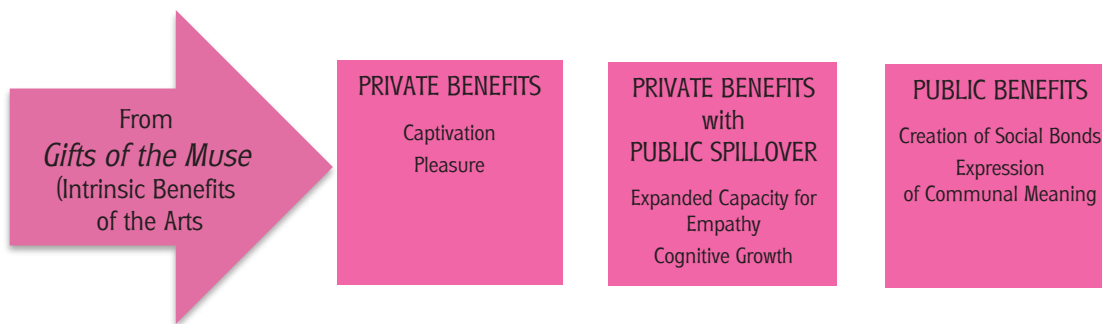 From
Gifts of the Muse
(Intrinsic Benefits
of the Arts
PRIVATE BENEFITS
Captivation
Pleasure
PRIVATE BENEFITS
with
PUBLIC SPILLOVER
Expanded Capacity for
Empathy
Cognitive Growth
PUBLIC BENEFITS
Creation of Social Bonds
Expression
of Communal Meaning